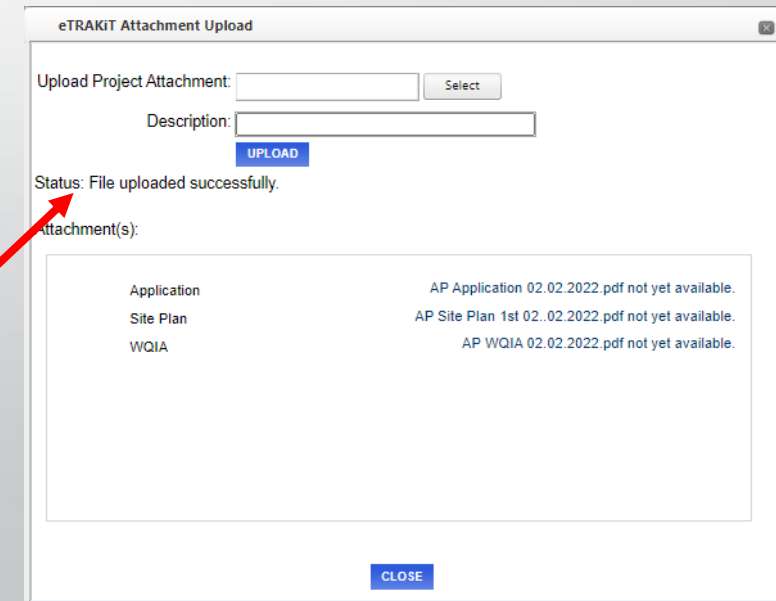 eTRAKiT Attachment Upload
Upload Project Attachment: Select
Description:
UPLOAD
Status: File uploaded successfully.
Attachment(s):
Application AP Application 02.02.2022.pdf not yet available.
Site Plan AP Site Plan 1st 02..02.2022.pdf not yet available.
WQIA AP WQIA 02.02.2022.pdf not yet available.
CLOSE